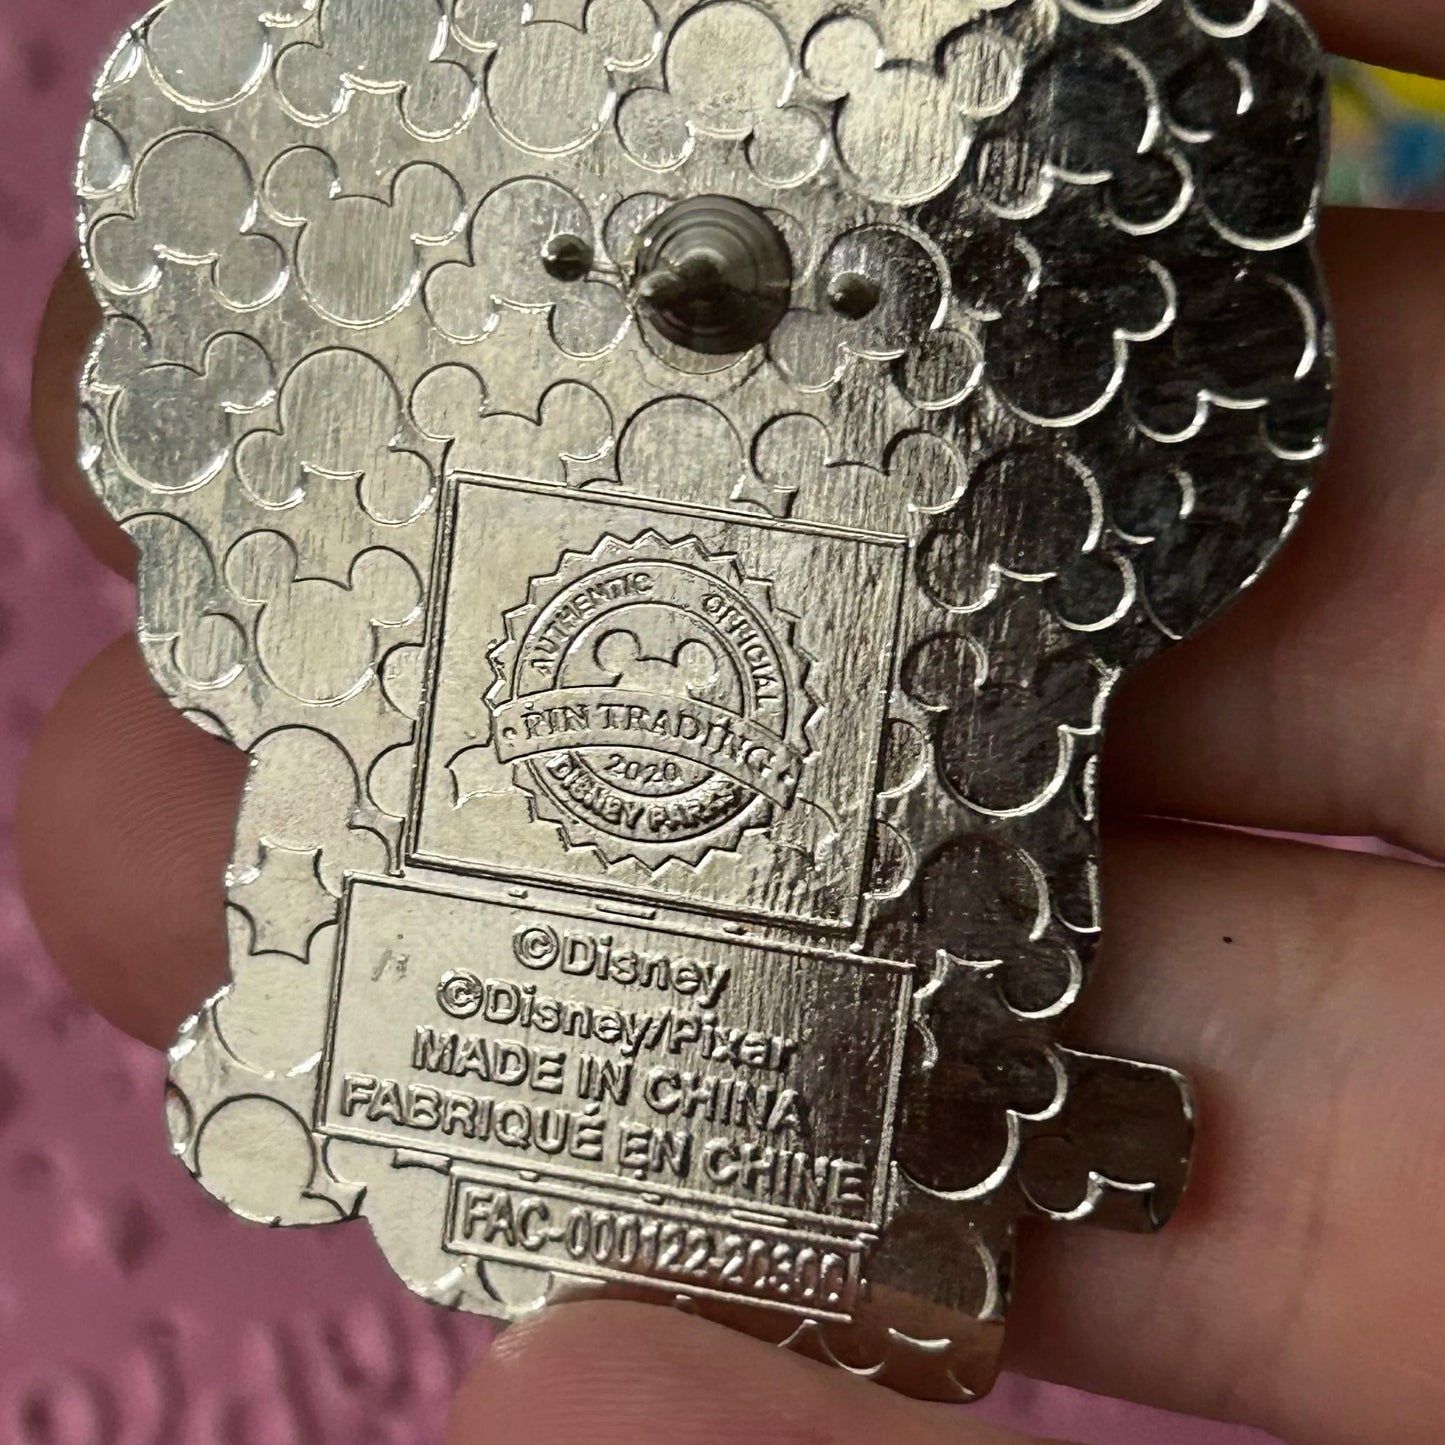 AUTHENTIC OFFICIAL
PIN TRADING
2020
DISNEY PARKS
©Disney
©Disney/Pixar
MADE IN CHINA
FABRIQUÉ EN CHINE
FAC-000122-20300